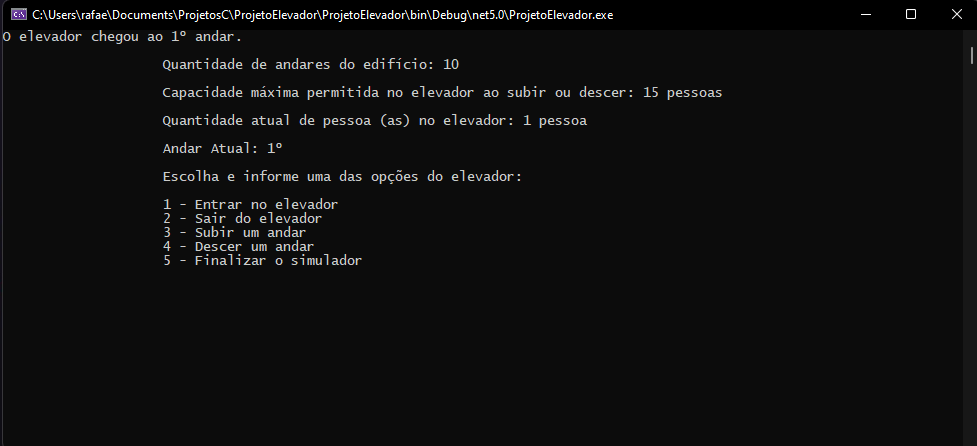 C:\Users\rafae\Documents\ProjetosC\ProjetoElevador\ProjetoElevador\bin\Debug\net5.0\ProjetoElevador.exe
O elevador chegou ao 1º andar.
Quantidade de andares do edifício: 10
Capacidade máxima permitida no elevador ao subir ou descer: 15 pessoas
Quantidade atual de pessoa (as) no elevador: 1 pessoa
Andar Atual: 1º
Escolha e informe uma das opções do elevador:
1 - Entrar no elevador
2 - Sair do elevador
3 - Subir um andar
4 - Descer um andar
5 - Finalizar o simulador